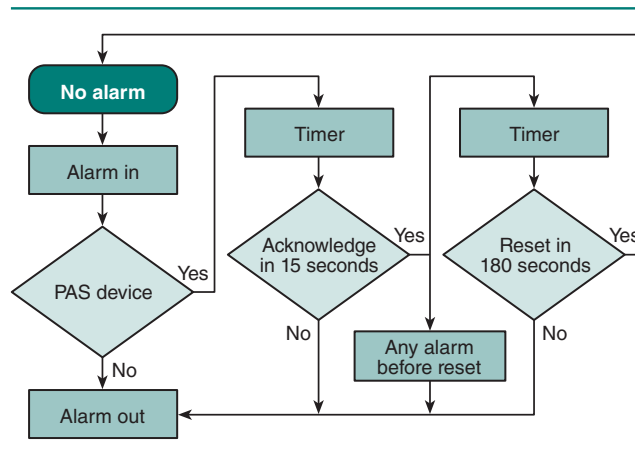 No alarm
Alarm in
PAS device
Yes
No
Alarm out
Timer
Acknowledge
in 15 seconds
Yes
No
Any alarm
before reset
Timer
Reset in
180 seconds
Yes
No